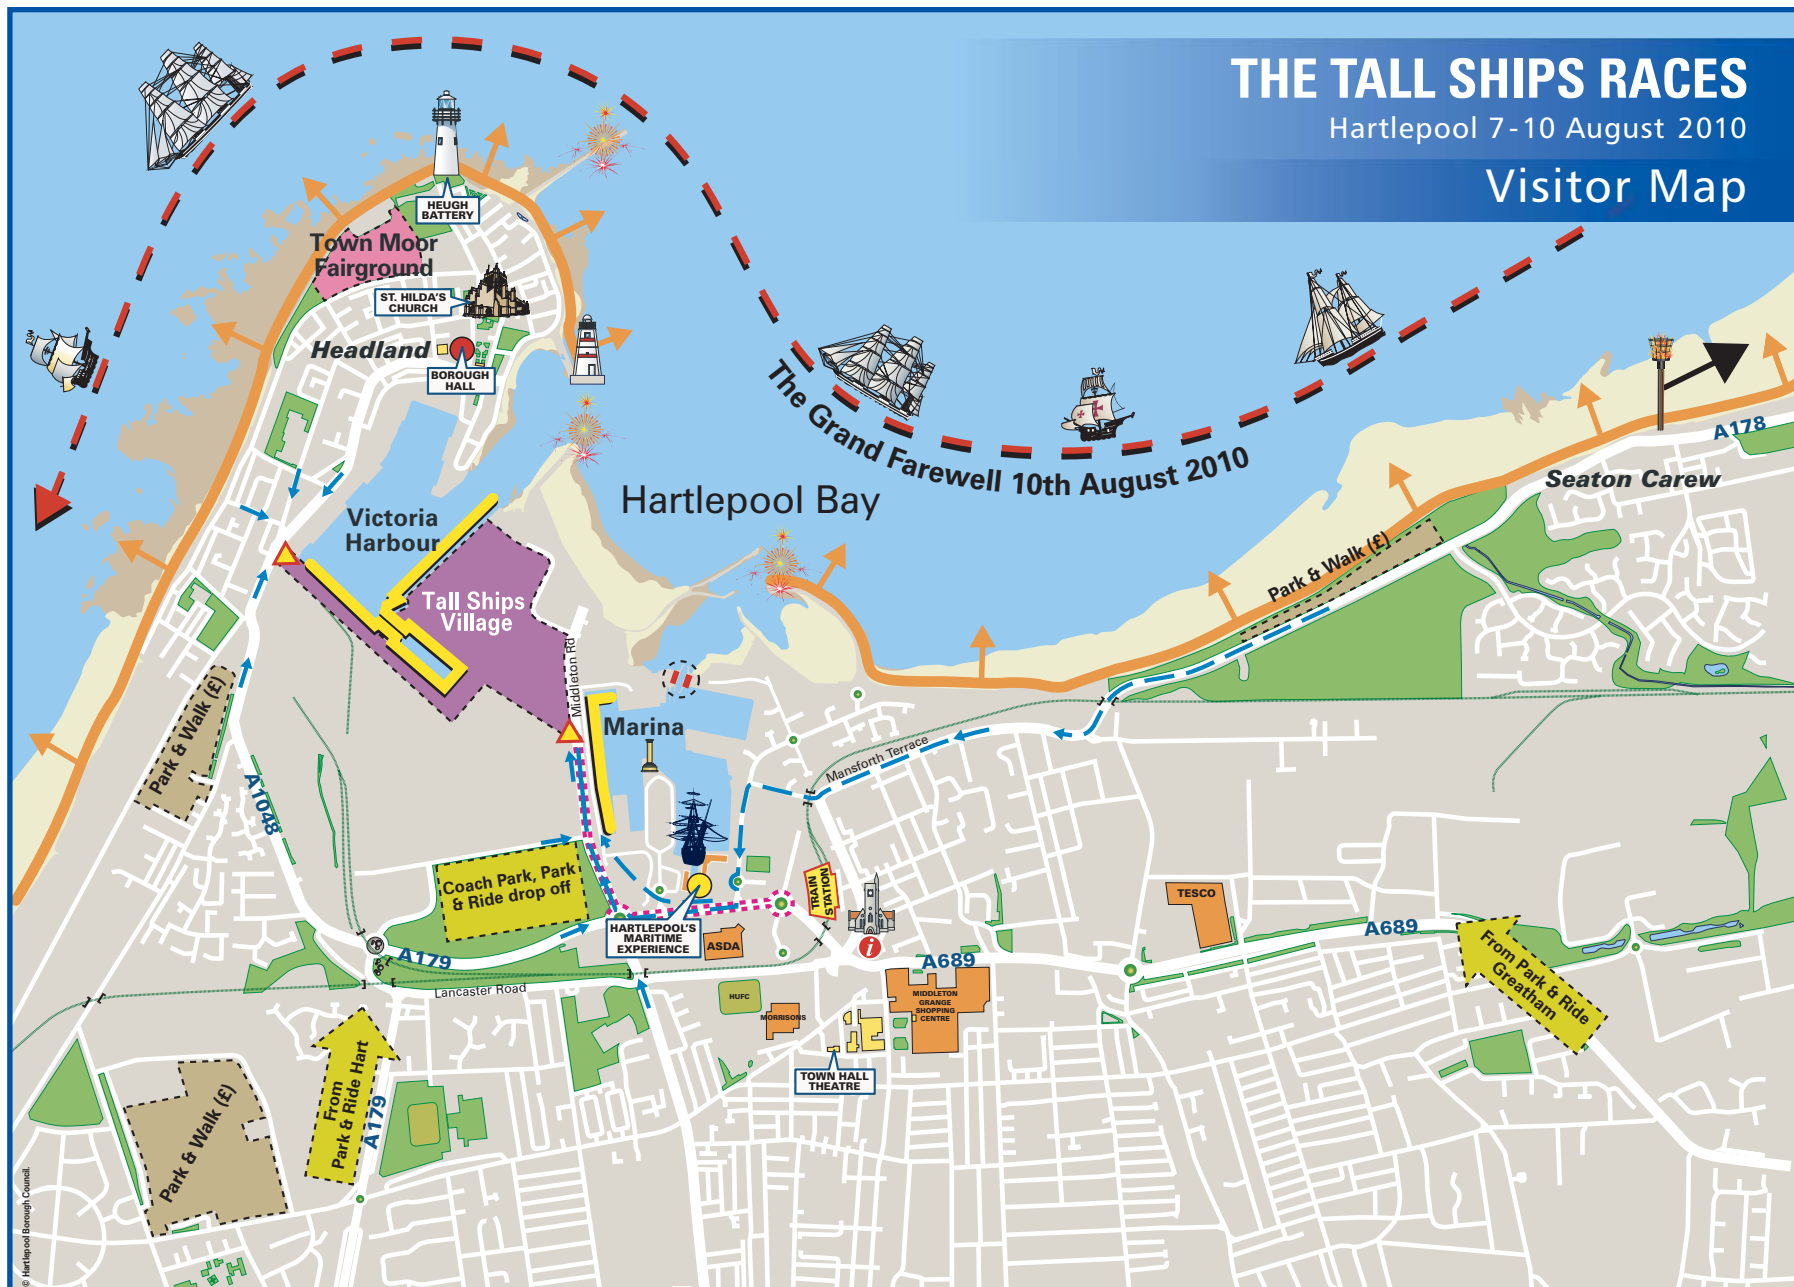 THE TALL SHIPS RACES
Hartlepool 7-10 August 2010
Visitor Map
HEUGH
BATTERY
Town Moor
Fairground
ST. HILDA'S
CHURCH
Headland
BOROUGH
HALL
The Grand Farewell 10th August 2010
A178
Seaton Carew
Hartlepool Bay
Victoria
Harbour
Park & Walk (£)
Tall Ships
Village
Middleton Rd
Park & Walk (£)
Marina
Mansforth Terrace
A1048
Coach Park, Park
& Ride drop off
TRAIN
STATION
TESCO
HARTLEPOOL'S
MARITIME
EXPERIENCE
ASDA
i
A689
A689
A179
Lancaster Road
From Park & Ride
Greatham
HUFC
MORRISONS
MIDDLETON
GRANGE
SHOPPING
CENTRE
TOWN HALL
THEATRE
From
Park & Ride Hart
A179
Park & Walk (£)
© Hartlepool Borough Council.